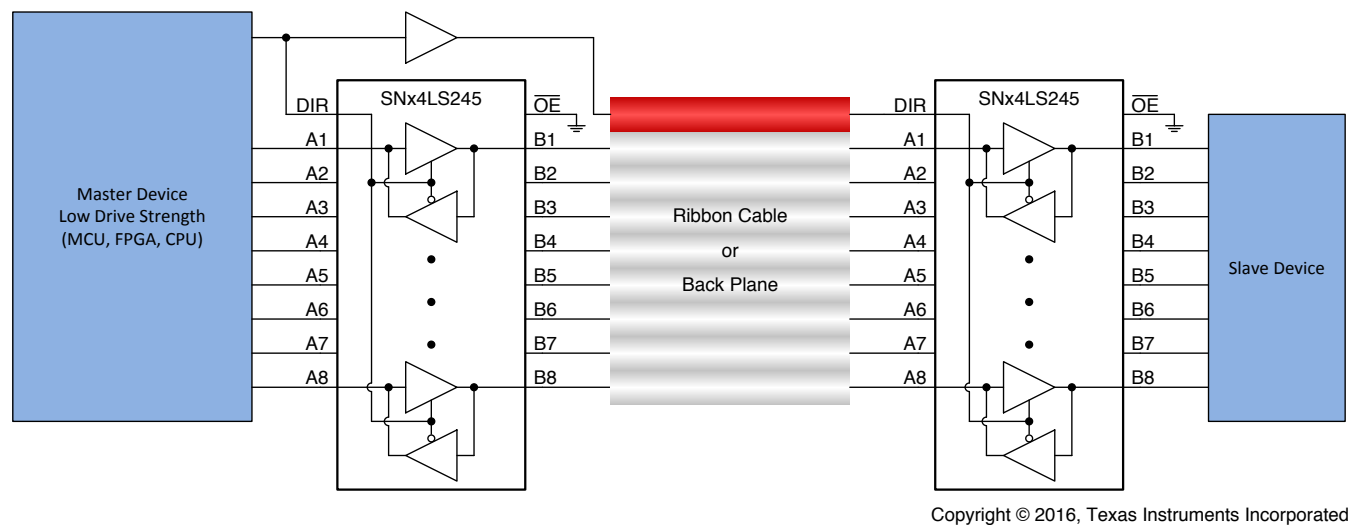 Master Device
Low Drive Strength
(MCU, FPGA, CPU)
DIR
A1
A2
A3
A4
A5
A6
A7
A8
SNx4LS245
OE
B1
B2
B3
B4
B5
B6
B7
B8
Ribbon Cable
or
Back Plane
DIR
A1
A2
A3
A4
A5
A6
A7
A8
SNx4LS245
OE
B1
B2
B3
B4
B5
B6
B7
B8
Slave Device
Copyright © 2016, Texas Instruments Incorporated